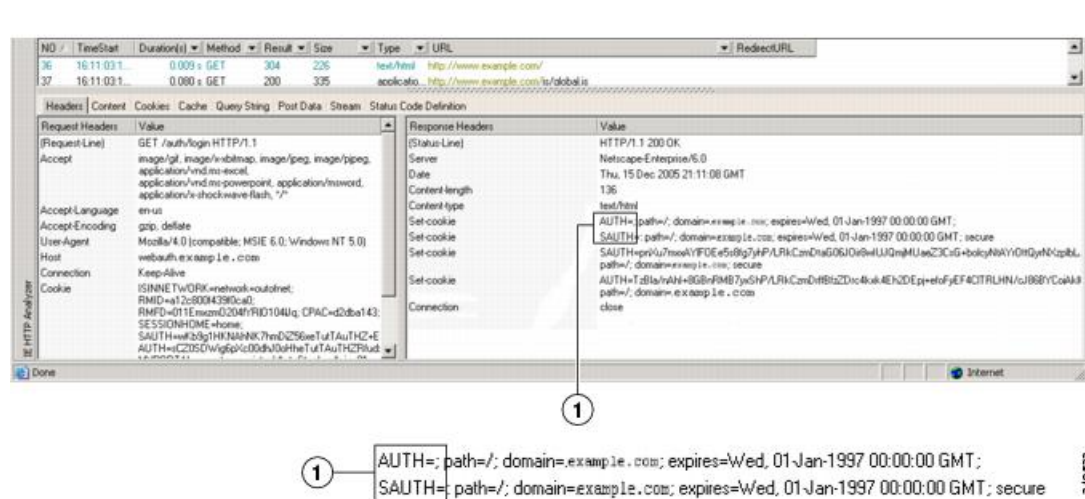 NO TimeStart Duration(s) Method Result Size Type URL RedirectURL
36 16:11:03:1... 0.009 s GET 304 226 text/html http://www.example.com/
37 16:11:03:1... 0.080 s GET 200 335 applicatio... http://www.example.com/js/global.js
Headers Content Cookies Cache Query String Post Data Stream Status Code Definition
Request Headers Value
(Request-Line) GET /auth/login HTTP/1.1
Accept image/gif, image/x-xbitmap, image/jpeg, image/pjpeg,
application/vnd.ms-excel,
application/vnd.ms-powerpoint, application/msword,
application/x-shockwave-flash, */*
Accept-Language en-us
Accept-Encoding gzip, deflate
User-Agent Mozilla/4.0 (compatible; MSIE 6.0; Windows NT 5.0)
Host webauth.example.com
Connection Keep-Alive
Cookie ISINNETWORK=network=outofnet;
SESSIONHOME=home;
Response Headers Value
(Status-Line) HTTP/1.1 200 OK
Server Netscape-Enterprise/6.0
Date Thu, 15 Dec 2005 21:11:08 GMT
Content-length 136
Content-type text/html
Set-cookie AUTH=; path=/; domain=.example.com; expires=Wed, 01-Jan-1997 00:00:00 GMT;
Set-cookie SAUTH=; path=/; domain=example.com; expires=Wed, 01-Jan-1997 00:00:00 GMT; secure
Set-cookie
path=/; domain=.example.com; secure
Set-cookie
path=/; domain=.example.com
Connection close
IE HTTP Analyzer
Done Internet
1
1 AUTH=; path=/; domain=.example.com; expires=Wed, 01-Jan-1997 00:00:00 GMT;
SAUTH=; path=/; domain=example.com; expires=Wed, 01-Jan-1997 00:00:00 GMT; secure